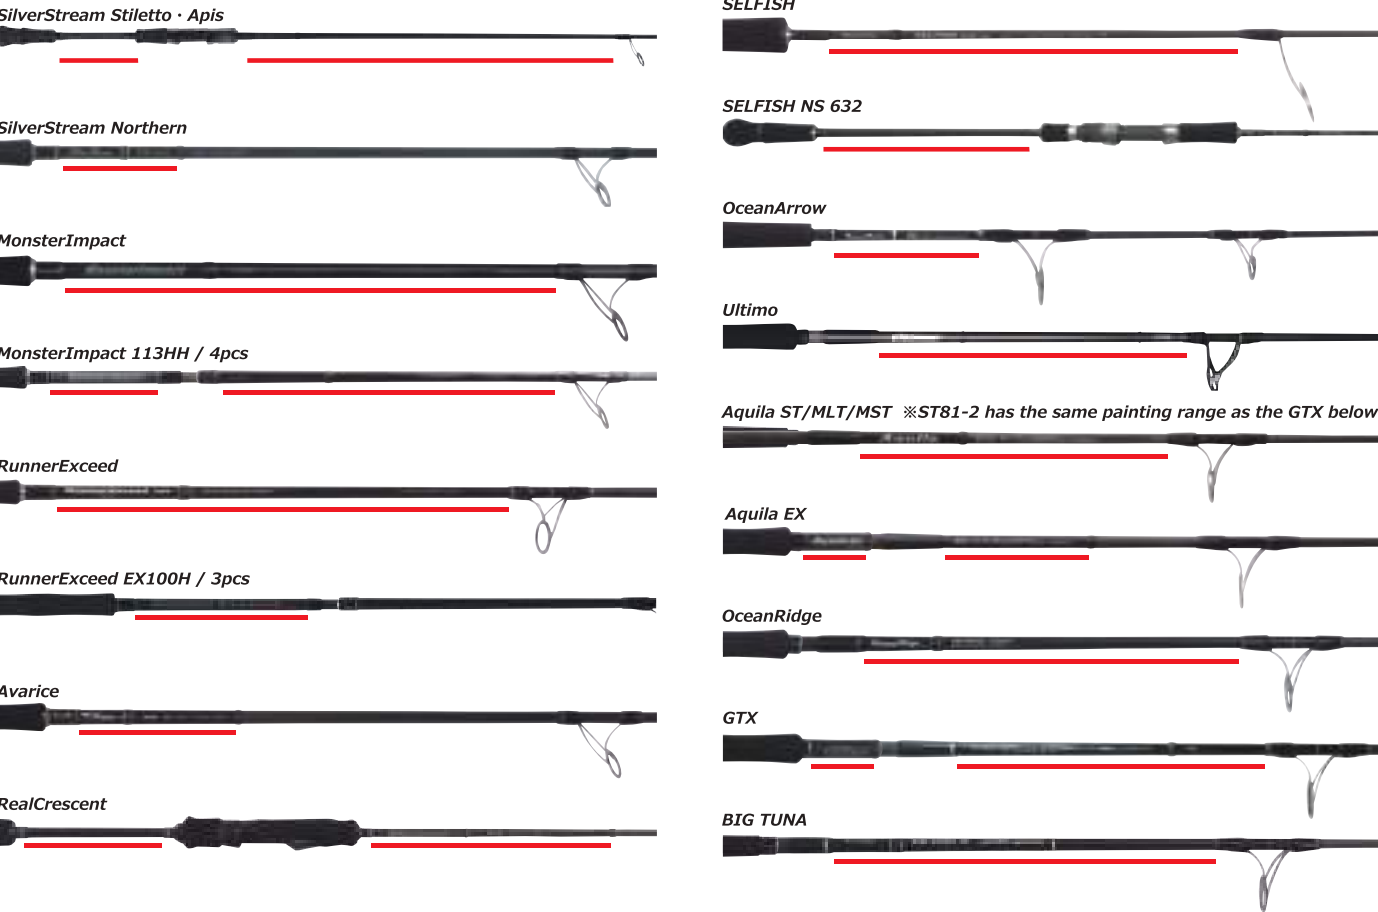 SilverStream Stiletto・Apis
SilverStream Northern
MonsterImpact
MonsterImpact 113HH / 4pcs
RunnerExceed
RunnerExceed EX100H / 3pcs
Avarice
RealCrescent
SELFISH
SELFISH NS 632
OceanArrow
Ultimo
Aquila ST/MLT/MST ※ST81-2 has the same painting range as the GTX below
Aquila EX
OceanRidge
GTX
BIG TUNA